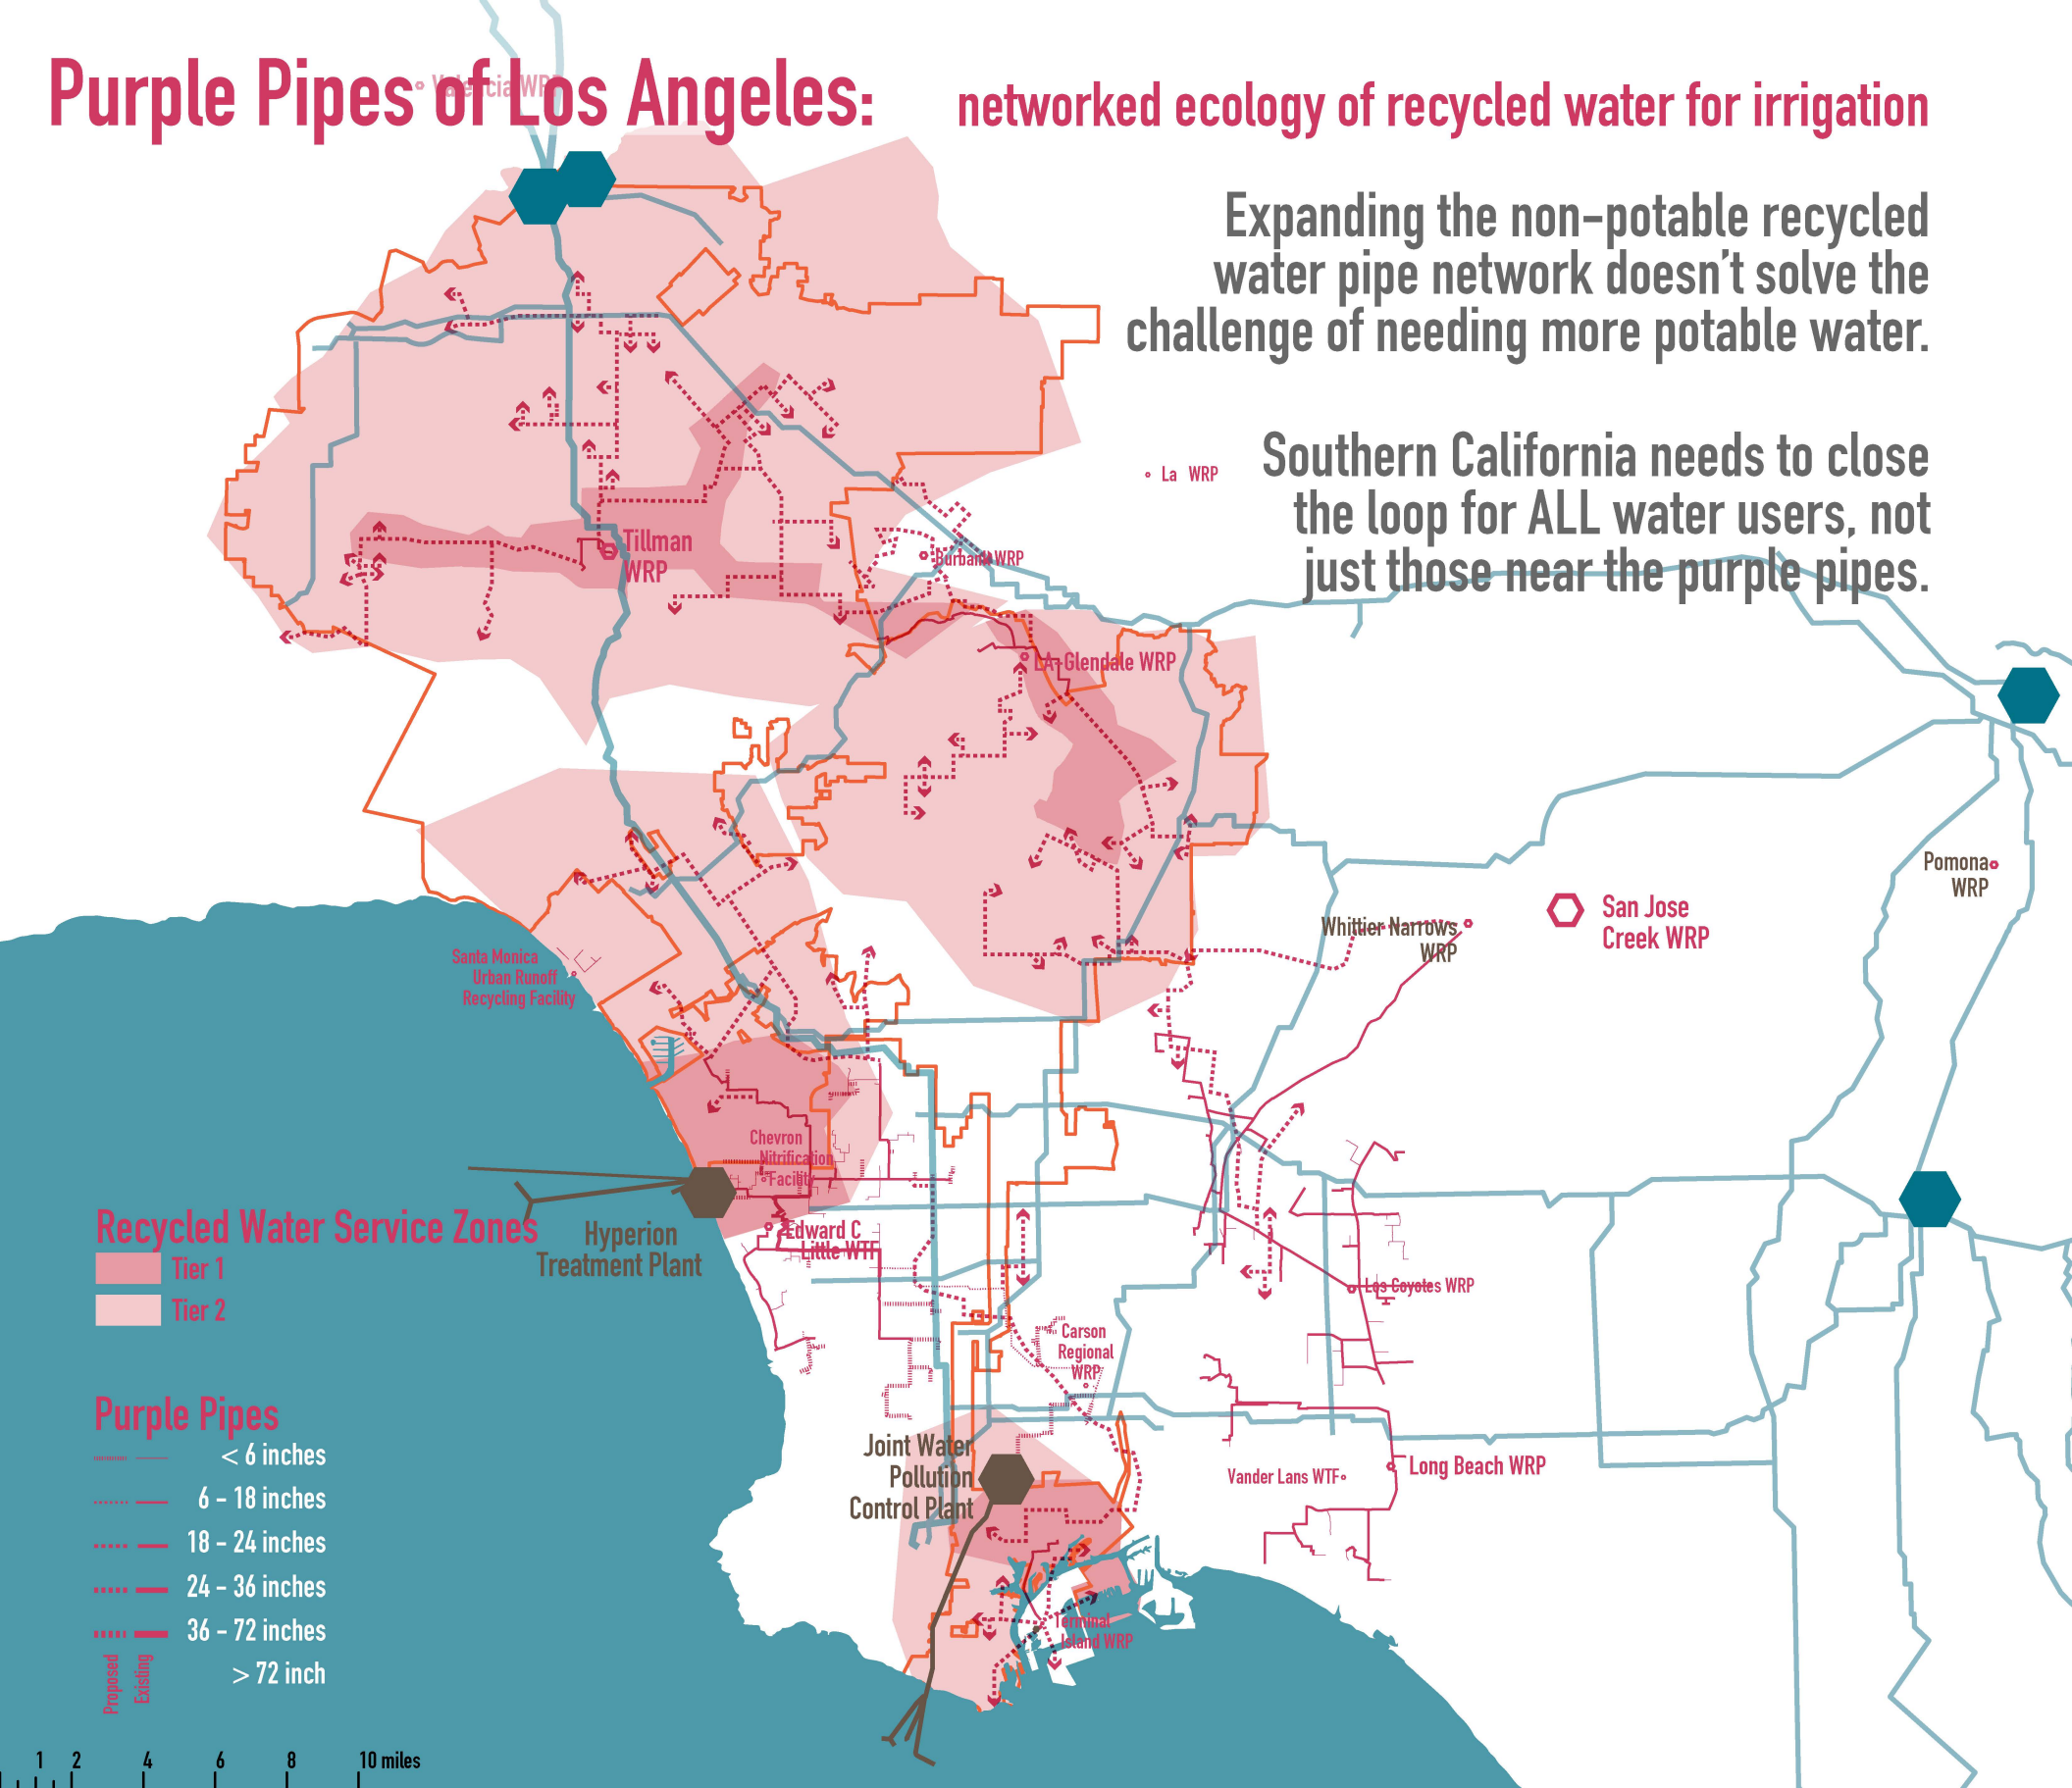 Purple Pipes of Los Angeles:
networked ecology of recycled water for irrigation
Valencia WRP
Expanding the non-potable recycled
water pipe network doesn't solve the
challenge of needing more potable water.
Southern California needs to close
the loop for ALL water users, not
just those near the purple pipes.
La WRP
Tillman
WRP
Burbank WRP
LA-Glendale WRP
Pomona
WRP
San Jose
Creek WRP
Whittier Narrows
WRP
Santa Monica
Urban Runoff
Recycling Facility
Chevron
Nitrification
Facility
Hyperion
Treatment Plant
Edward C
Little WTF
Los Coyotes WRP
Carson
Regional
WRP
Joint Water
Pollution
Control Plant
Vander Lans WTF
Long Beach WRP
Terminal
Island WRP
Recycled Water Service Zones
Tier 1
Tier 2
Purple Pipes
< 6 inches
6 - 18 inches
18 - 24 inches
24 - 36 inches
36 - 72 inches
> 72 inch
Proposed
Existing
1 2 4 6 8 10 miles